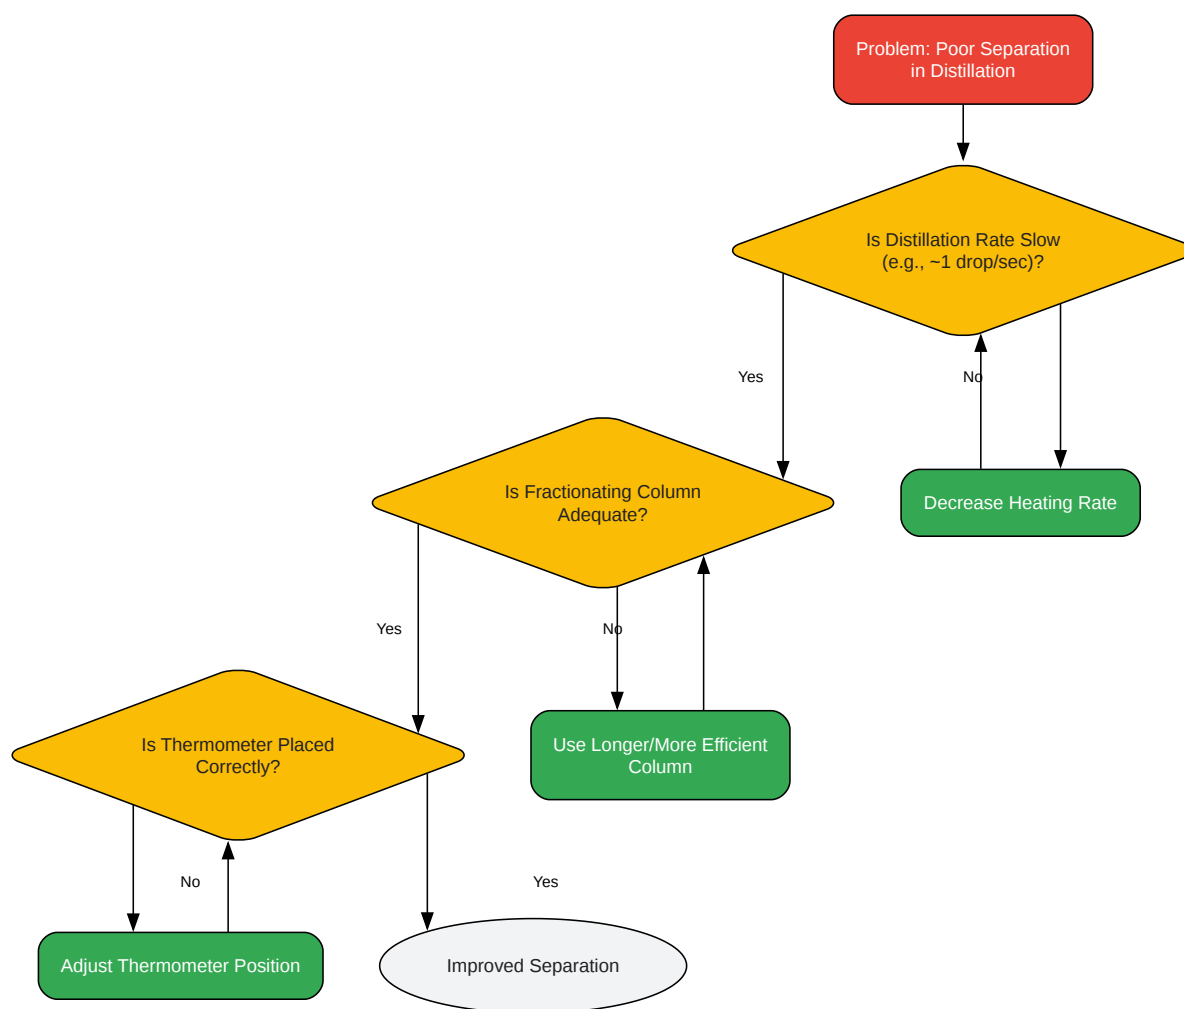 Problem: Poor Separation
in Distillation
Is Distillation Rate Slow
(e.g., ~1 drop/sec)?
Yes
No
Is Fractionating Column
Adequate?
Decrease Heating Rate
Yes
No
Is Thermometer Placed
Correctly?
Use Longer/More Efficient
Column
No
Yes
Adjust Thermometer Position
Improved Separation